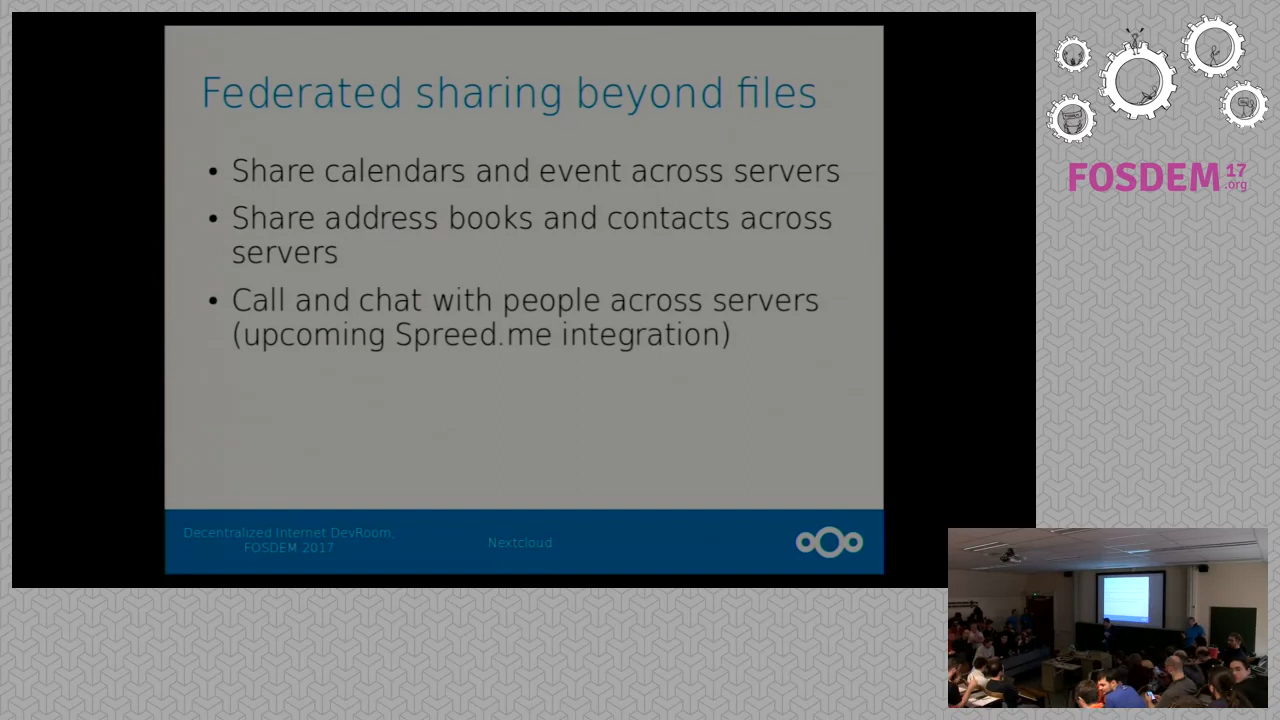 Federated sharing beyond files
• Share calendars and event across servers
• Share address books and contacts across
servers
• Call and chat with people across servers
(upcoming Spreed.me integration)
Decentralized Internet DevRoom,
FOSDEM 2017
Nextcloud
FOSDEM 17
.org